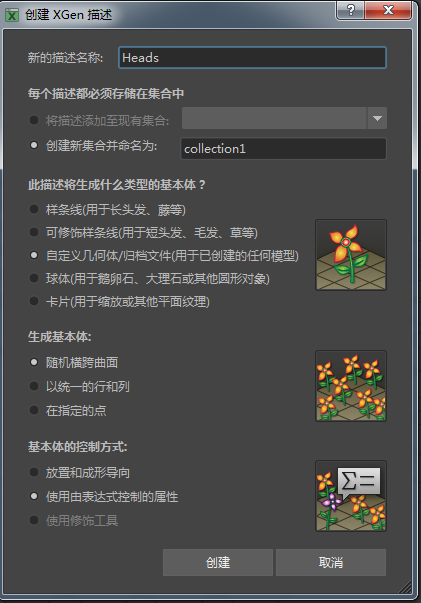 创建 XGen 描述
新的描述名称: Heads
每个描述都必须存储在集合中
将描述添加至现有集合:
创建新集合并命名为: collection1
此描述将生成什么类型的基本体？
样条线(用于长头发、藤等)
可修饰样条线(用于短头发、毛发、草等)
自定义几何体/归档文件(用于已创建的任何模型)
球体(用于鹅卵石、大理石或其他圆形对象)
卡片(用于缩放或其他平面纹理)
生成基本体:
随机横跨曲面
以统一的行和列
在指定的点
基本体的控制方式:
放置和成形导向
使用由表达式控制的属性
使用修饰工具
创建 取消